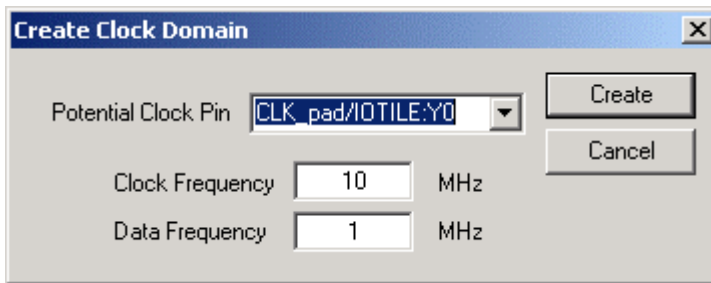 Create Clock Domain
Potential Clock Pin CLK_pad/IOTILE:Y0 Create
Cancel
Clock Frequency 10 MHz
Data Frequency 1 MHz